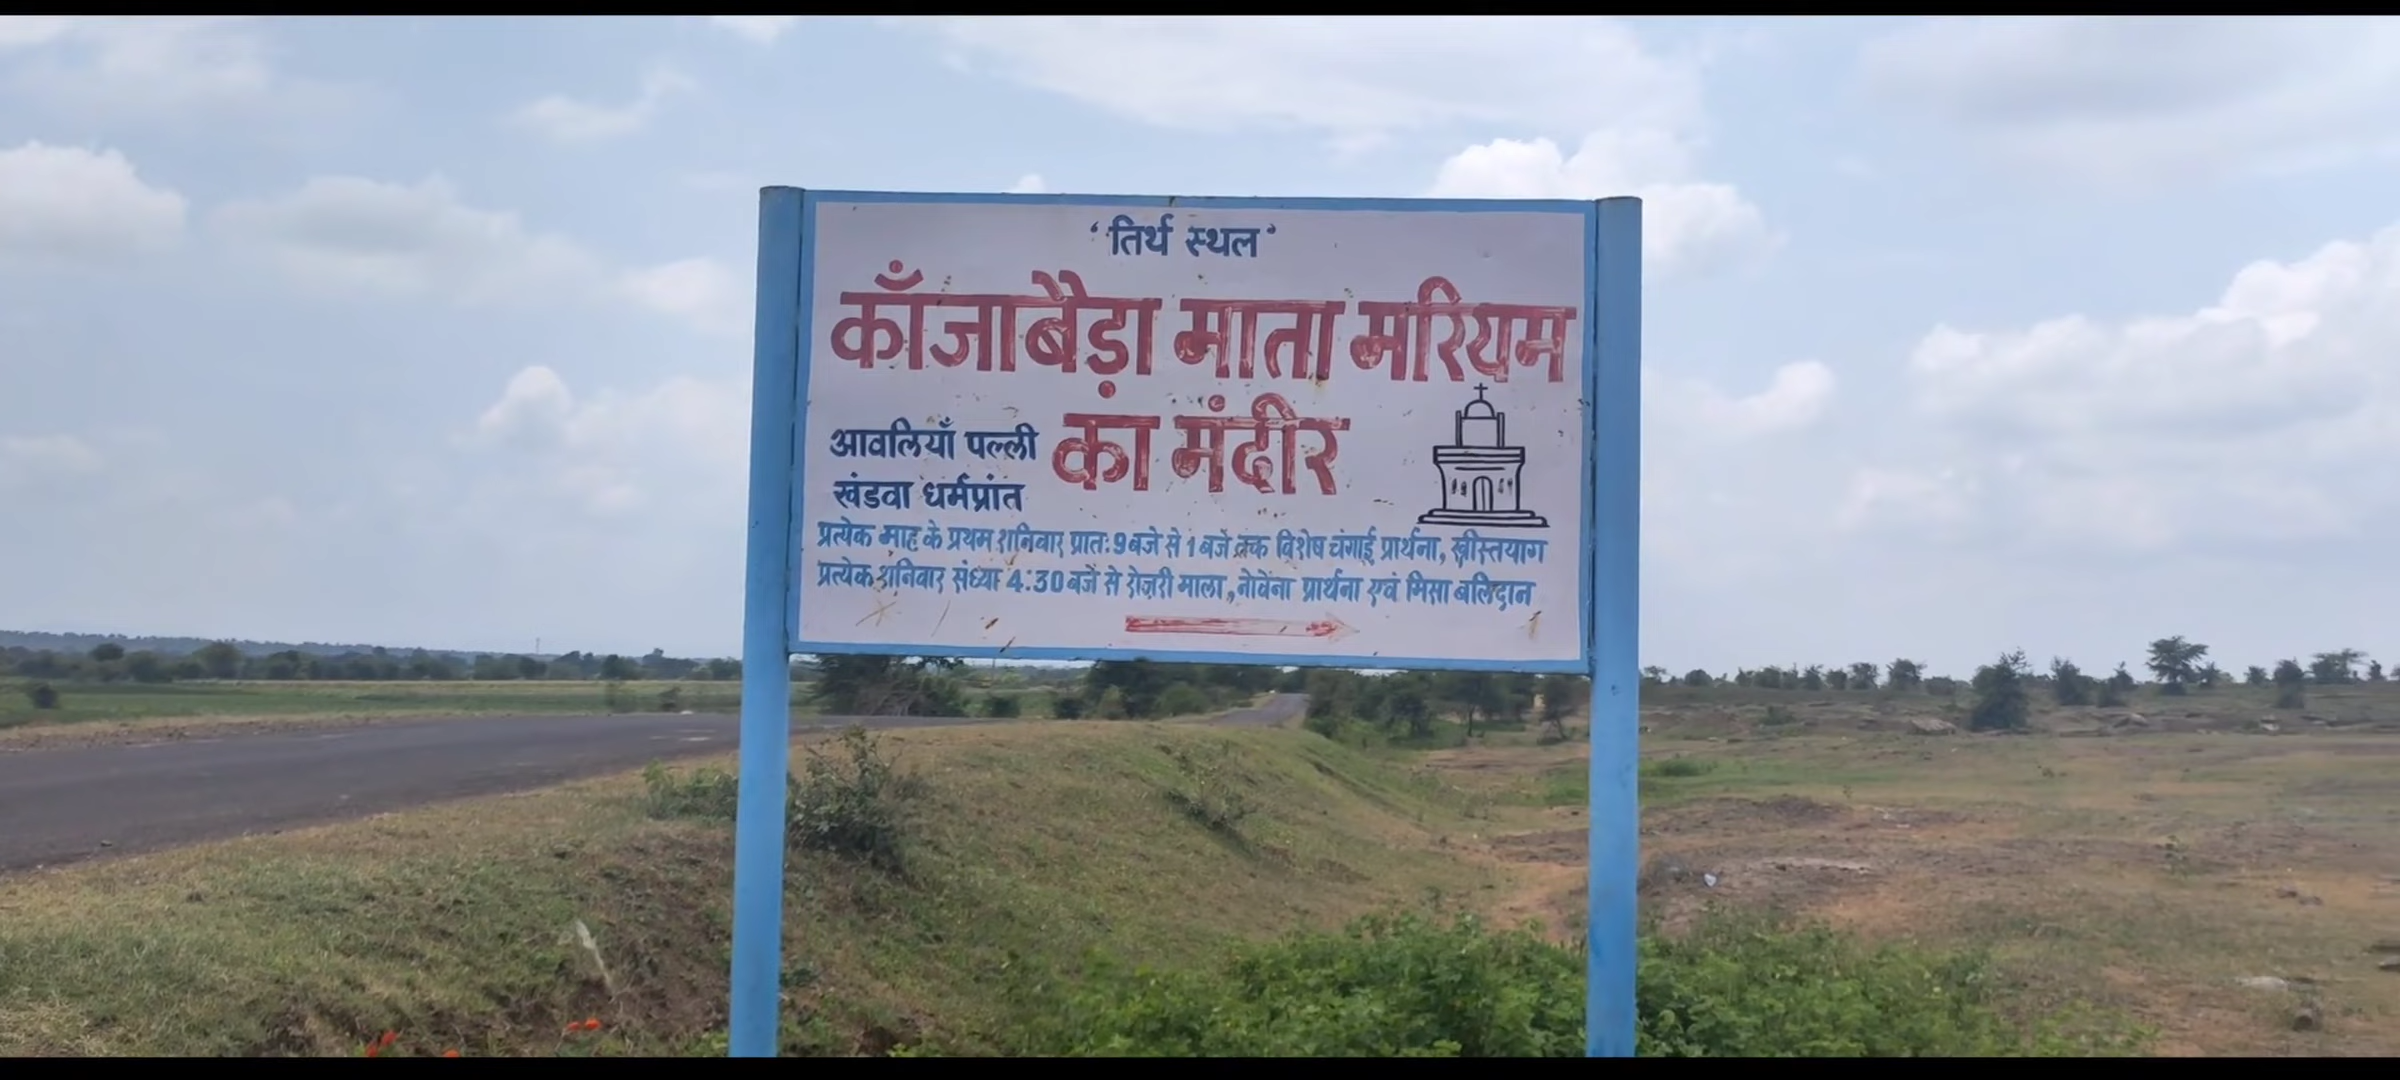 ‘तिर्थ स्थल’
काँजाबैड़ा माता मरियम
का मंदीर
आवलियाँ पल्ली
खंडवा धर्मप्रांत
प्रत्येक माह के प्रथम शनिवार प्रातः 9 बजे से 1 बजे तक विशेष चंगाई प्रार्थना, ख्रीस्तयाग
प्रत्येक शनिवार संध्या 4:30 बजे से रोज़री माला, नोवेना प्रार्थना एवं मिसा बलिदान